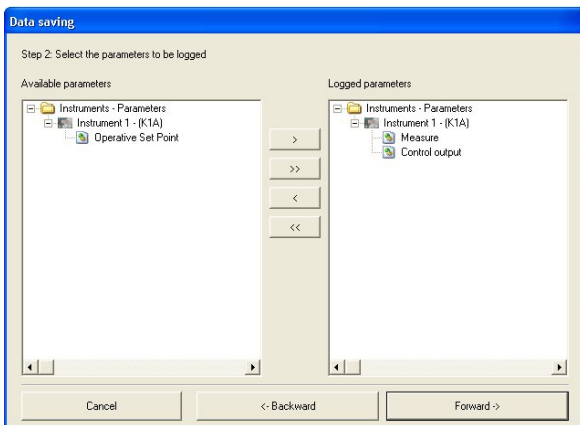 Data saving
Step 2: Select the parameters to be logged
Available parameters
Instruments - Parameters
Instrument 1 - (K1A)
Operative Set Point
>
>>
<
<<
Logged parameters
Instruments - Parameters
Instrument 1 - (K1A)
Measure
Control output
Cancel
<- Backward
Forward ->